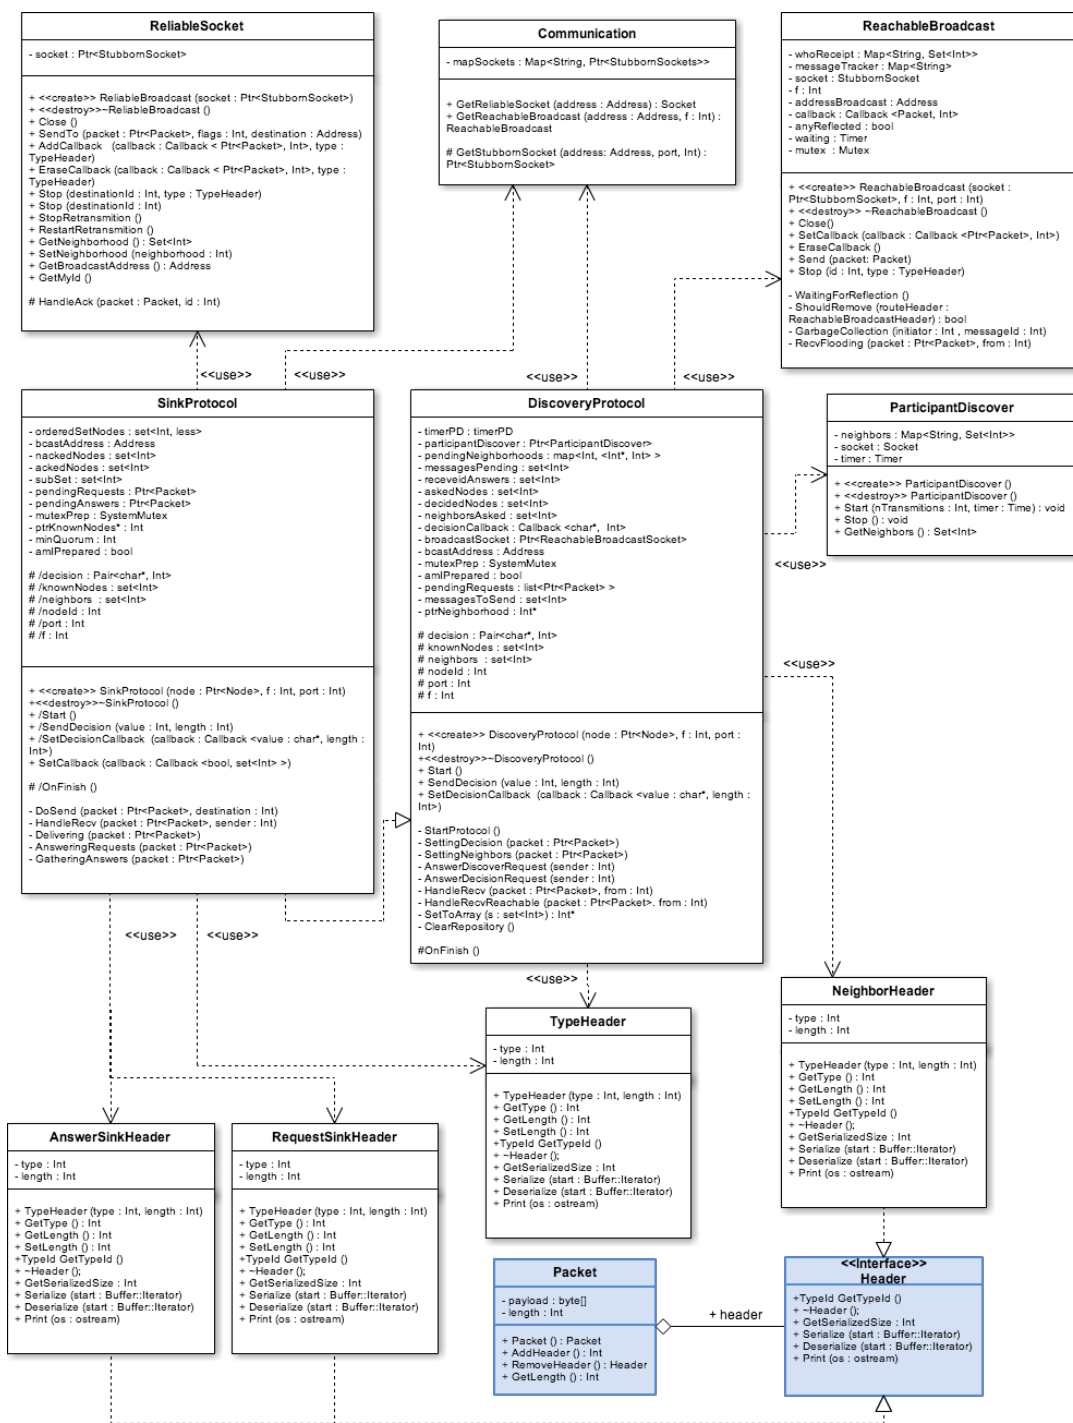 ReliableSocket
- socket : Ptr<StubbornSocket>
+ <<create>> ReliableBroadcast (socket : Ptr<StubbornSocket>)
+ <<destroy>>~ReliableBroadcast ()
+ Close ()
+ SendTo (packet : Ptr<Packet>, flags : Int, destination : Address)
+ AddCallback (callback : Callback < Ptr<Packet>, Int>, type :
TypeHeader)
+ EraseCallback (callback : Callback < Ptr<Packet>, Int>, type :
TypeHeader)
+ Stop (destinationId : Int, type : TypeHeader)
+ Stop (destinationId : Int)
+ StopRetransmition ()
+ RestartRetransmition ()
+ GetNeighborhood () : Set<Int>
+ SetNeighborhood (neighborhood : Int)
+ GetBroadcastAddress () : Address
+ GetMyId ()
# HandleAck (packet : Packet, id : Int)
Communication
- mapSockets : Map<String, Ptr<StubbornSockets>>
+ GetReliableSocket (address : Address) : Socket
+ GetReachableBroadcast (address : Address, f : Int) :
ReachableBroadcast
# GetStubbornSocket (address: Address, port, Int) :
Ptr<StubbornSocket>
ReachableBroadcast
- whoReceipt : Map<String, Set<Int>>
- messageTracker : Map<String>
- socket : StubbornSocket
- f : Int
- addressBroadcast : Address
- callback : Callback <Packet, Int>
- anyReflected : bool
- waiting : Timer
- mutex : Mutex
+ <<create>> ReachableBroadcast (socket :
Ptr<StubbornSocket>, f : Int, port : Int)
+ <<destroy>> ~ReachableBroadcast ()
+ Close()
+ SetCallback (callback : Callback <Ptr<Packet>, Int>)
+ EraseCallback ()
+ Send (packet: Packet)
+ Stop (id : Int, type : TypeHeader)
- WaitingForReflection ()
- ShouldRemove (routeHeader :
ReachableBroadcastHeader) : bool
- GarbageCollection (initiator : Int , messageId : Int)
- RecvFlooding (packet : Ptr<Packet>, from : Int)
<<use>>
<<use>>
<<use>>
<<use>>
SinkProtocol
- orderedSetNodes : set<Int, less>
- bcastAddress : Address
- nackedNodes : set<Int>
- ackedNodes : set<Int>
- subSet : set<Int>
- pendingRequests : Ptr<Packet>
- pendingAnswers : Ptr<Packet>
- mutexPrep : SystemMutex
- ptrKnownNodes* : Int
- minQuorum : Int
- amIPrepared : bool
# /decision : Pair<char*, Int>
# /knownNodes : set<Int>
# /neighbors : set<Int>
# /nodeId : Int
# /port : Int
# /f : Int
+ <<create>> SinkProtocol (node : Ptr<Node>, f : Int, port : Int)
+<<destroy>>~SinkProtocol ()
+ /Start ()
+ /SendDecision (value : Int, length : Int)
+ /SetDecisionCallback (callback : Callback <value : char*, length :
Int>)
+ SetCallback (callback : Callback <bool, set<Int> >)
# /OnFinish ()
- DoSend (packet : Ptr<Packet>, destination : Int)
- HandleRecv (packet : Ptr<Packet>, sender : Int)
- Delivering (packet : Ptr<Packet>)
- AnsweringRequests (packet : Ptr<Packet>)
- GatheringAnswers (packet : Ptr<Packet>)
DiscoveryProtocol
- timerPD : timerPD
- participantDiscover : Ptr<ParticipantDiscover>
- pendingNeighborhoods : map<Int, <Int*, Int> >
- messagesPending : set<Int>
- receveidAnswers : set<Int>
- askedNodes : set<Int>
- decidedNodes : set<Int>
- neighborsAsked : set<Int>
- decisionCallback : Callback <char*, Int>
- broadcastSocket : Ptr<ReachableBroadcastSocket>
- bcastAddress : Address
- mutexPrep : SystemMutex
- amIPrepared : bool
- pendingRequests : list<Ptr<Packet> >
- messagesToSend : set<Int>
- ptrNeighborhood : Int*
# decision : Pair<char*, Int>
# knownNodes : set<Int>
# neighbors : set<Int>
# nodeId : Int
# port : Int
# f : Int
+ <<create>> DiscoveryProtocol (node : Ptr<Node>, f : Int, port :
Int)
+<<destroy>>~DiscoveryProtocol ()
+ Start ()
+ SendDecision (value : Int, length : Int)
+ SetDecisionCallback (callback : Callback <value : char*, length :
Int>)
- StartProtocol ()
- SettingDecision (packet : Ptr<Packet>)
- SettingNeighbors (packet : Ptr<Packet>)
- AnswerDiscoverRequest (sender : Int)
- AnswerDecisionRequest (sender : Int)
- HandleRecv (packet : Ptr<Packet>, from : Int)
- HandleRecvReachable (packet : Ptr<Packet>. from : Int)
- SetToArray (s : set<Int>) : Int*
- ClearRepository ()
#OnFinish ()
ParticipantDiscover
- neighbors : Map<String, Set<Int>>
- socket : Socket
- timer : Timer
+ <<create>> ParticipantDiscover ()
+ <<destroy>> ParticipantDiscover ()
+ Start (nTransmitions : Int, timer : Time) : void
+ Stop () : void
+ GetNeighbors () : Set<Int>
<<use>>
<<use>>
<<use>>
<<use>>
<<use>>
TypeHeader
- type : Int
- length : Int
+ TypeHeader (type : Int, length : Int)
+ GetType () : Int
+ GetLength () : Int
+ SetLength () : Int
+TypeId GetTypeId ()
+ ~Header ();
+ GetSerializedSize : Int
+ Serialize (start : Buffer::Iterator)
+ Deserialize (start : Buffer::Iterator)
+ Print (os : ostream)
NeighborHeader
- type : Int
- length : Int
+ TypeHeader (type : Int, length : Int)
+ GetType () : Int
+ GetLength () : Int
+ SetLength () : Int
+TypeId GetTypeId ()
+ ~Header ();
+ GetSerializedSize : Int
+ Serialize (start : Buffer::Iterator)
+ Deserialize (start : Buffer::Iterator)
+ Print (os : ostream)
AnswerSinkHeader
- type : Int
- length : Int
+ TypeHeader (type : Int, length : Int)
+ GetType () : Int
+ GetLength () : Int
+ SetLength () : Int
+TypeId GetTypeId ()
+ ~Header ();
+ GetSerializedSize : Int
+ Serialize (start : Buffer::Iterator)
+ Deserialize (start : Buffer::Iterator)
+ Print (os : ostream)
RequestSinkHeader
- type : Int
- length : Int
+ TypeHeader (type : Int, length : Int)
+ GetType () : Int
+ GetLength () : Int
+ SetLength () : Int
+TypeId GetTypeId ()
+ ~Header ();
+ GetSerializedSize : Int
+ Serialize (start : Buffer::Iterator)
+ Deserialize (start : Buffer::Iterator)
+ Print (os : ostream)
Packet
- payload : byte[]
- length : Int
+ Packet () : Packet
+ AddHeader () : Int
+ RemoveHeader () : Header
+ GetLength () : Int
+ header
<<Interface>>
Header
+TypeId GetTypeId ()
+ ~Header ();
+ GetSerializedSize : Int
+ Serialize (start : Buffer::Iterator)
+ Deserialize (start : Buffer::Iterator)
+ Print (os : ostream)